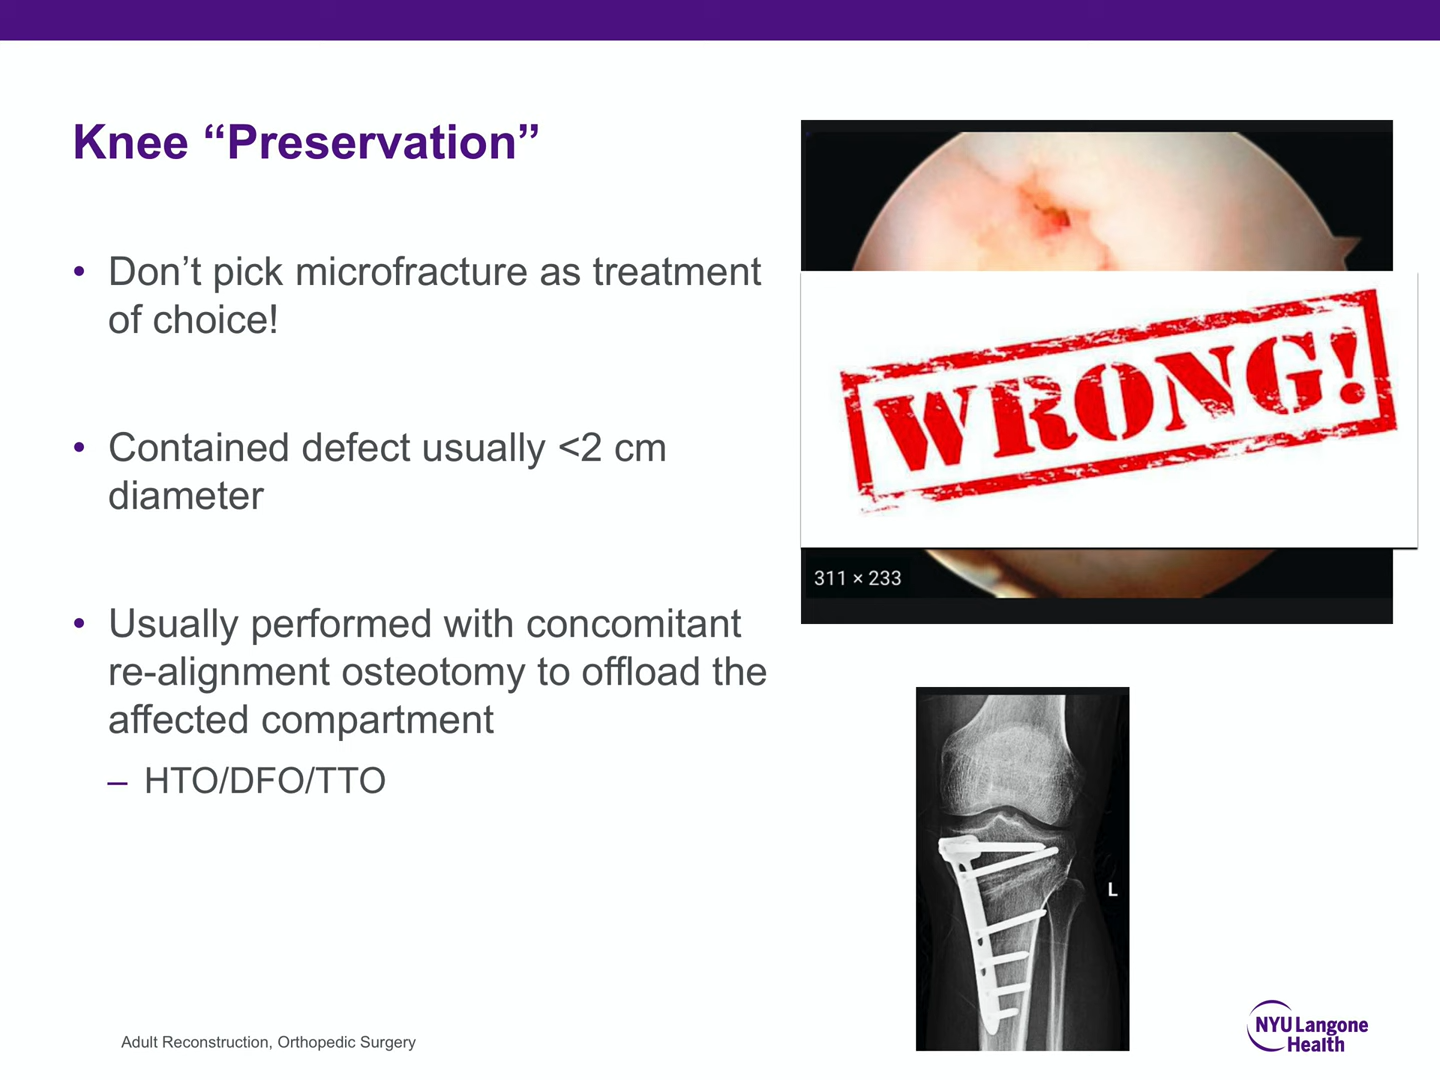 Knee “Preservation”
• Don’t pick microfracture as treatment
of choice!
• Contained defect usually <2 cm
diameter
• Usually performed with concomitant
re-alignment osteotomy to offload the
affected compartment
– HTO/DFO/TTO
WRONG!
311 × 233
L
Adult Reconstruction, Orthopedic Surgery
NYU Langone
Health